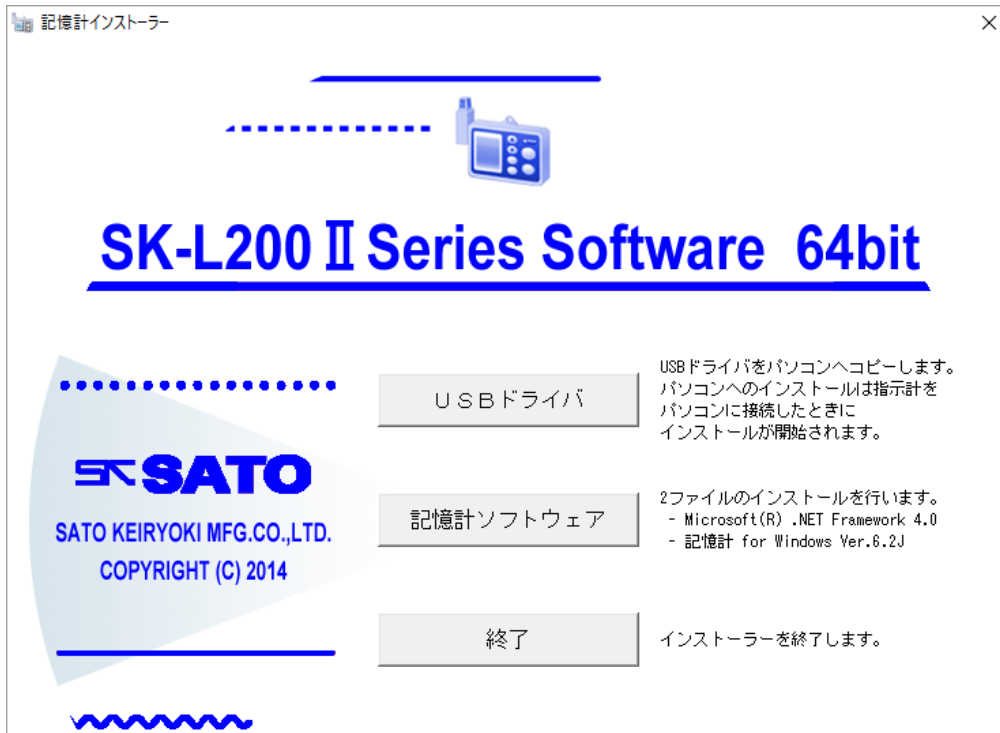 記憶計インストーラー
SK-L200Ⅱ Series Software 64bit
USBドライバ
USBドライバをパソコンへコピーします。
パソコンへのインストールは指示計を
パソコンに接続したときに
インストールが開始されます。
SK SATO
SATO KEIRYOKI MFG.CO.,LTD.
COPYRIGHT (C) 2014
記憶計ソフトウェア
2ファイルのインストールを行います。
- Microsoft(R) .NET Framework 4.0
- 記憶計 for Windows Ver.6.2J
終了
インストーラーを終了します。